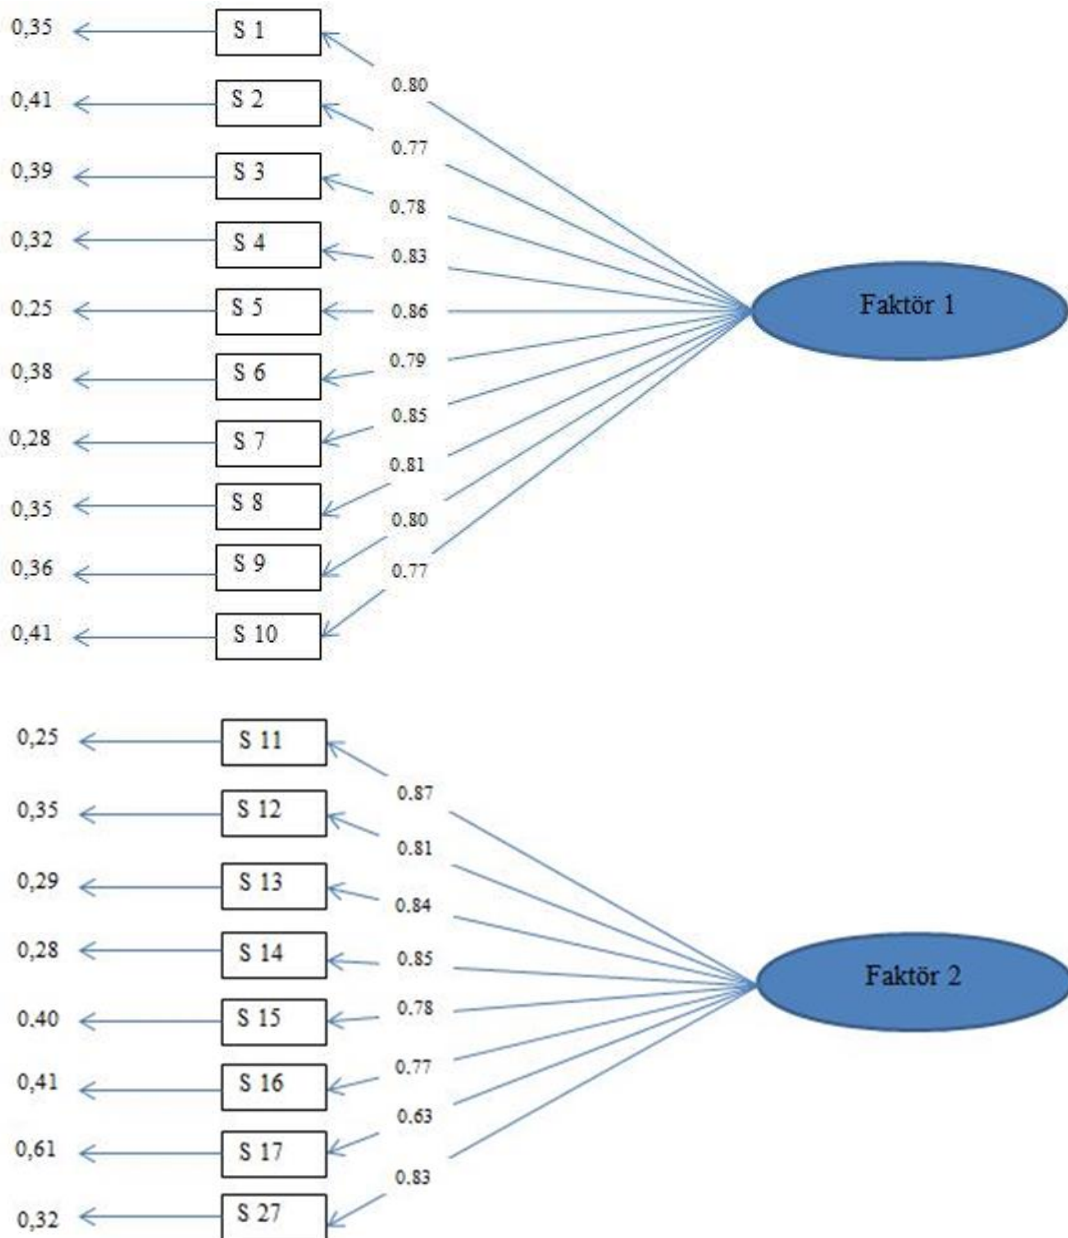 0,35 S 1
0.80
0,41 S 2
0.77
0,39 S 3
0.78
0,32 S 4
0.83
0,25 S 5 0.86 Faktör 1
0,38 S 6
0.79
0,28 S 7
0.85
0,35 S 8
0.81
0,36 S 9
0.80
0.77
0,41 S 10
0,25 S 11
0.87
0,35 S 12
0.81
0,29 S 13
0.84
0,28 S 14
0.85
Faktör 2
0,40 S 15
0.78
0,41 S 16
0.77
0.63
0,61 S 17
0.83
0,32 S 27